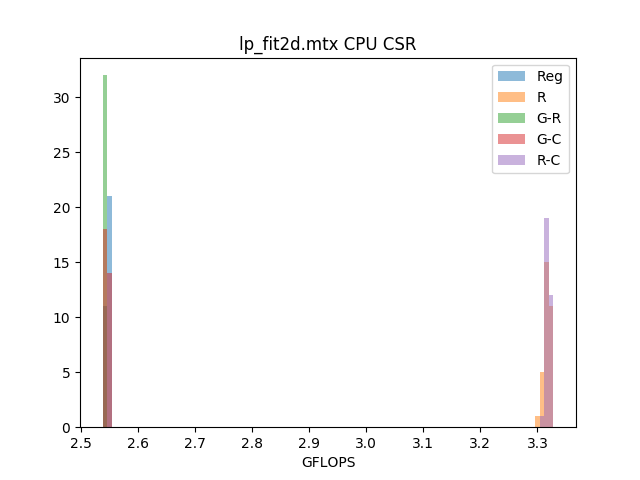 lp_fit2d.mtx CPU CSR
Reg
R
G-R
G-C
R-C
30
25
20
15
10
5
0
2.5 2.6 2.7 2.8 2.9 3.0 3.1 3.2 3.3
GFLOPS